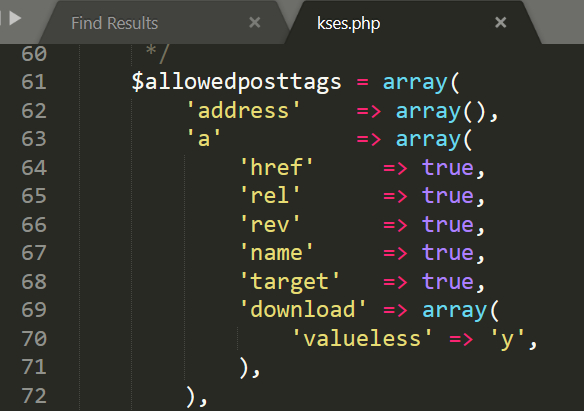 Find Results × kses.php ×
60         */
61     $allowedposttags = array(
62         'address'    => array(),
63         'a'          => array(
64             'href'     => true,
65             'rel'      => true,
66             'rev'      => true,
67             'name'     => true,
68             'target'   => true,
69             'download' => array(
70                 'valueless' => 'y',
71             ),
72         ),